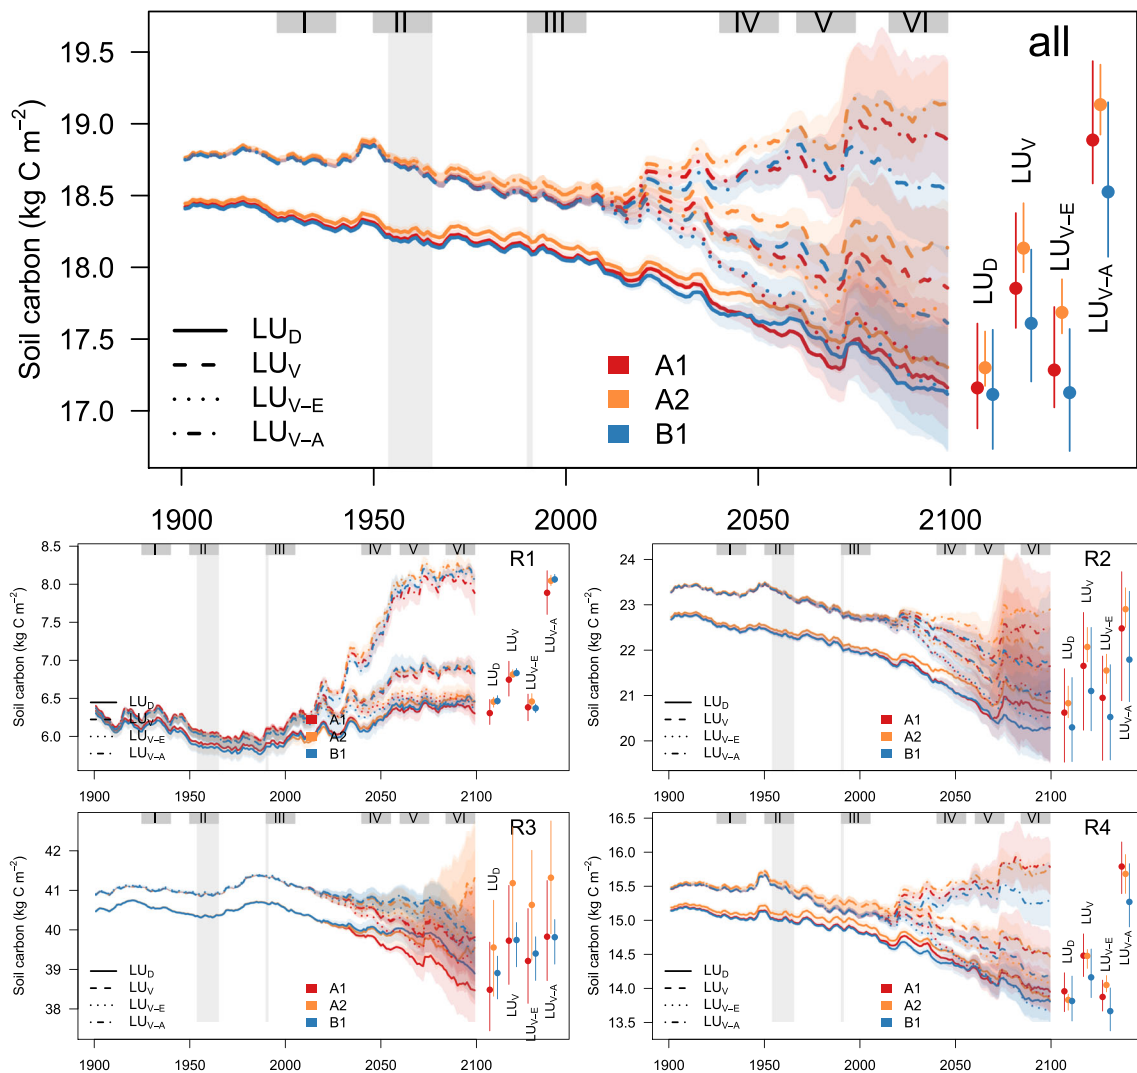 I II III IV V VI
all
Soil carbon (kg C m−2)
19.5
19.0
18.5
18.0
17.5
17.0
LUD
LUV
LUV−E
LUV−A
A1
A2
B1
LUD
LUV
LUV−E
LUV−A
1900 1950 2000 2050 2100
I II III IV V VI
R1
Soil carbon (kg C m−2)
8.5
8.0
7.5
7.0
6.5
6.0
LUD
LUV
LUV−E
LUV−A
A1
A2
B1
LUD
LUV
LUV−E
LUV−A
1900 1950 2000 2050 2100
I II III IV V VI
R2
Soil carbon (kg C m−2)
24
23
22
21
20
LUD
LUV
LUV−E
LUV−A
A1
A2
B1
LUD
LUV
LUV−E
LUV−A
1900 1950 2000 2050 2100
I II III IV V VI
R3
Soil carbon (kg C m−2)
42
41
40
39
38
LUD
LUV
LUV−E
LUV−A
A1
A2
B1
LUD
LUV
LUV−E
LUV−A
1900 1950 2000 2050 2100
I II III IV V VI
R4
Soil carbon (kg C m−2)
16.5
16.0
15.5
15.0
14.5
14.0
13.5
LUD
LUV
LUV−E
LUV−A
A1
A2
B1
LUD
LUV
LUV−E
LUV−A
1900 1950 2000 2050 2100